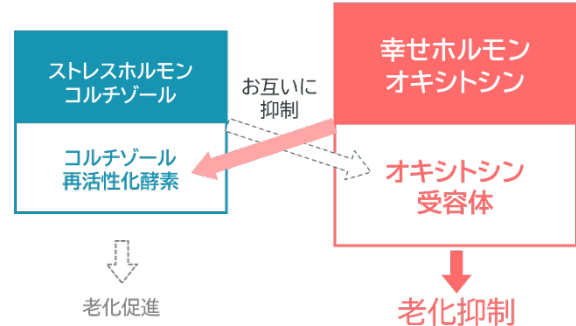 ストレスホルモン
コルチゾール
コルチゾール
再活性化酵素
老化促進
お互いに
抑制
幸せホルモン
オキシトシン
オキシトシン
受容体
老化抑制